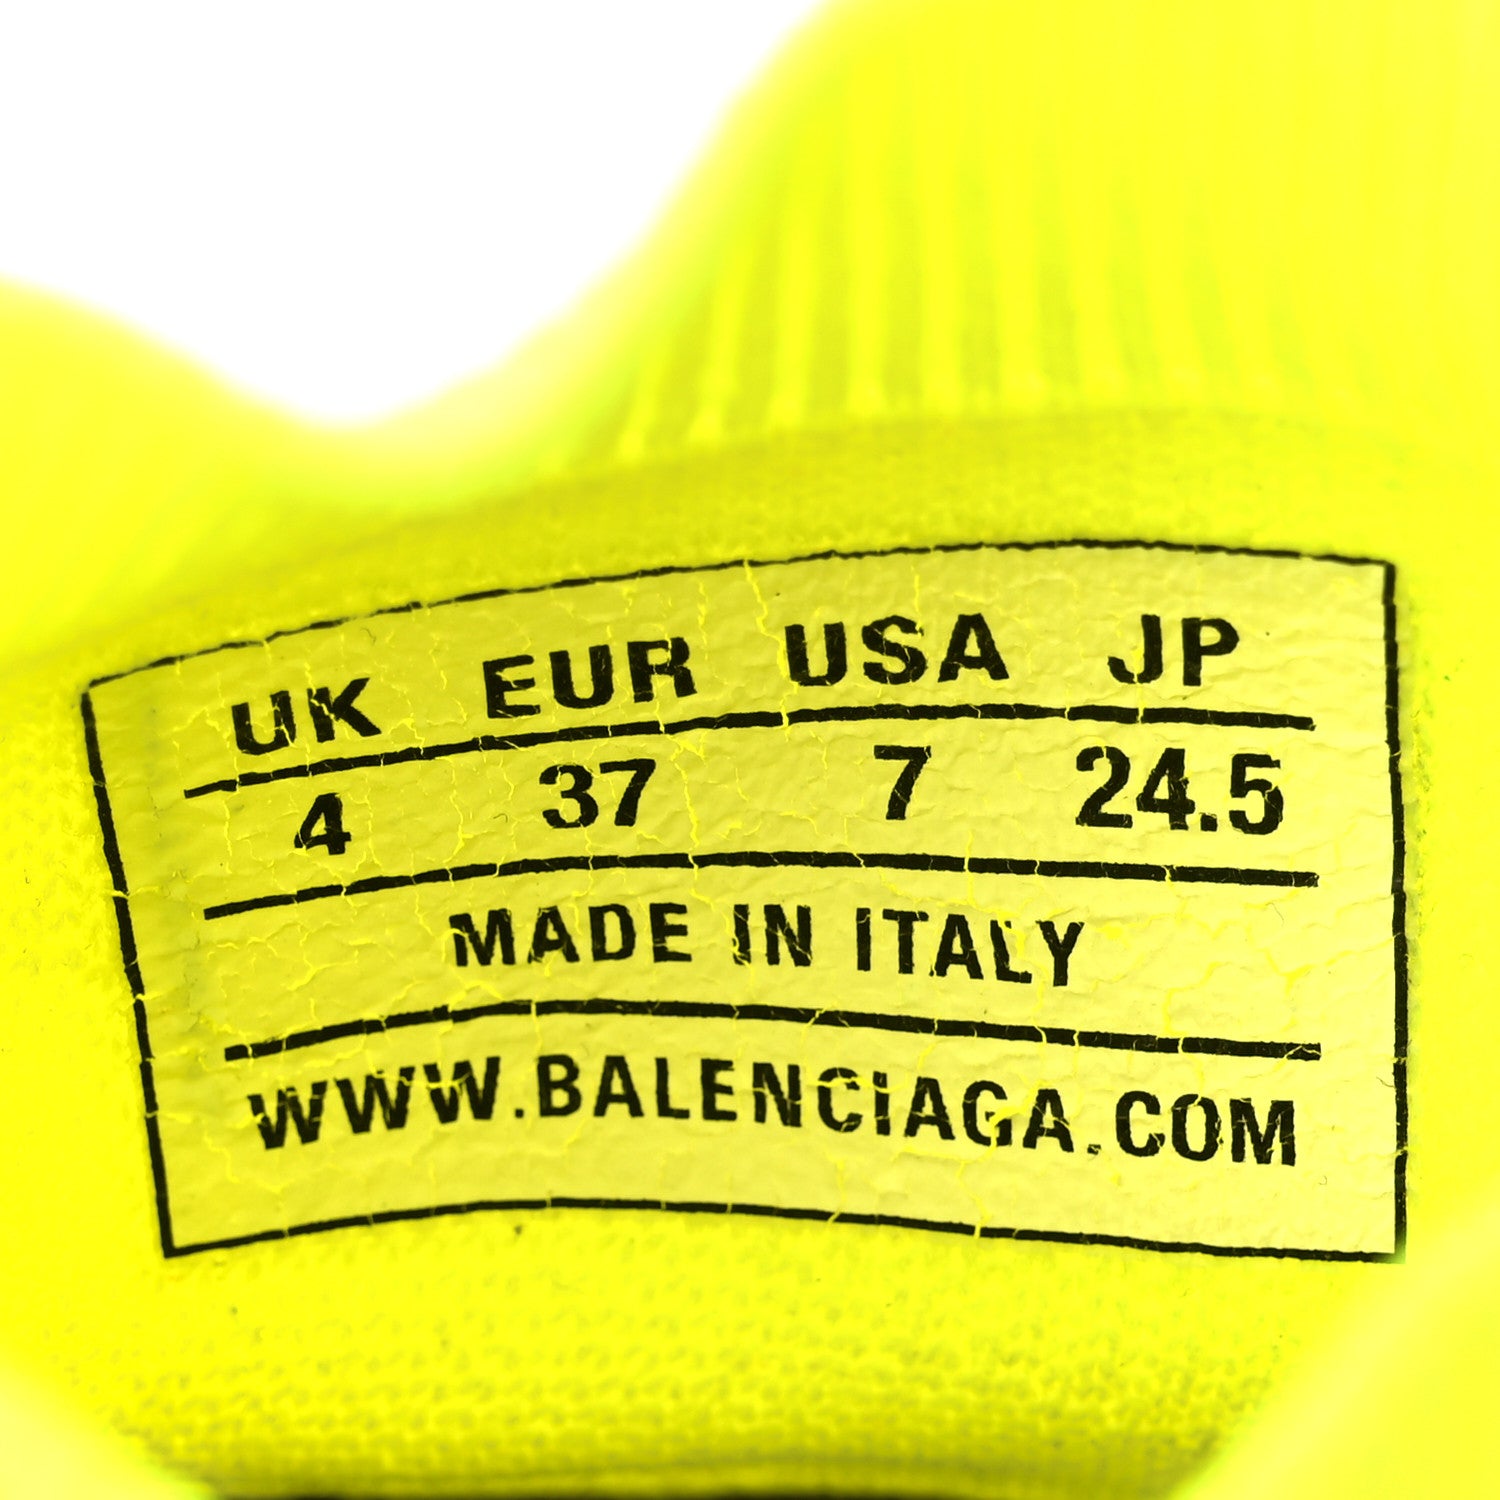 UK EUR USA JP
4 37 7 24.5
MADE IN ITALY
WWW.BALENCIAGA.COM